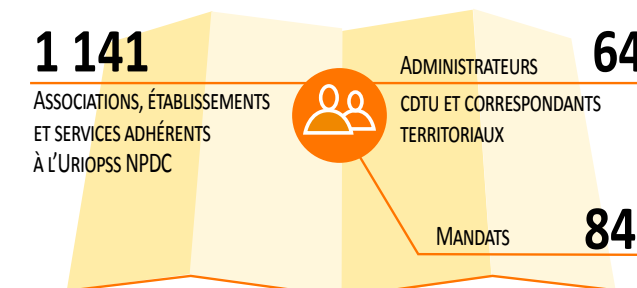 1 141
ASSOCIATIONS, ÉTABLISSEMENTS
ET SERVICES ADHÉRENTS
À L'URIOPSS NPDC
ADMINISTRATEURS 64
CDTU ET CORRESPONDANTS
TERRITORIAUX
MANDATS 84